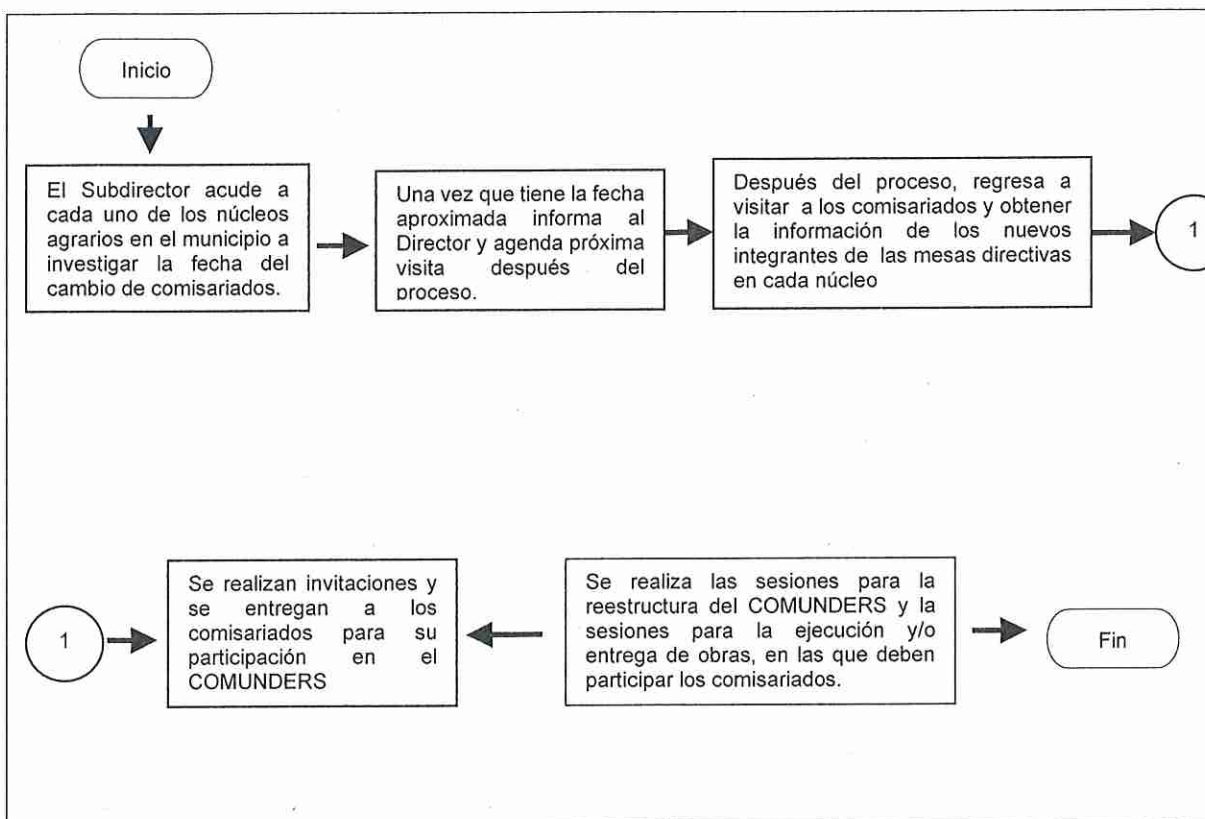 Inicio
El Subdirector acude a
cada uno de los núcleos
agrarios en el municipio a
investigar la fecha del
cambio de comisariados.
Una vez que tiene la fecha
aproximada informa al
Director y agenda próxima
visita después del
proceso.
Después del proceso, regresa a
visitar a los comisariados y obtener
la información de los nuevos
integrantes de las mesas directivas
en cada núcleo
1
1
Se realizan invitaciones y
se entregan a los
comisariados para su
participación en el
COMUNDERS
Se realiza las sesiones para la
reestructura del COMUNDERS y la
sesiones para la ejecución y/o
entrega de obras, en las que deben
participar los comisariados.
Fin